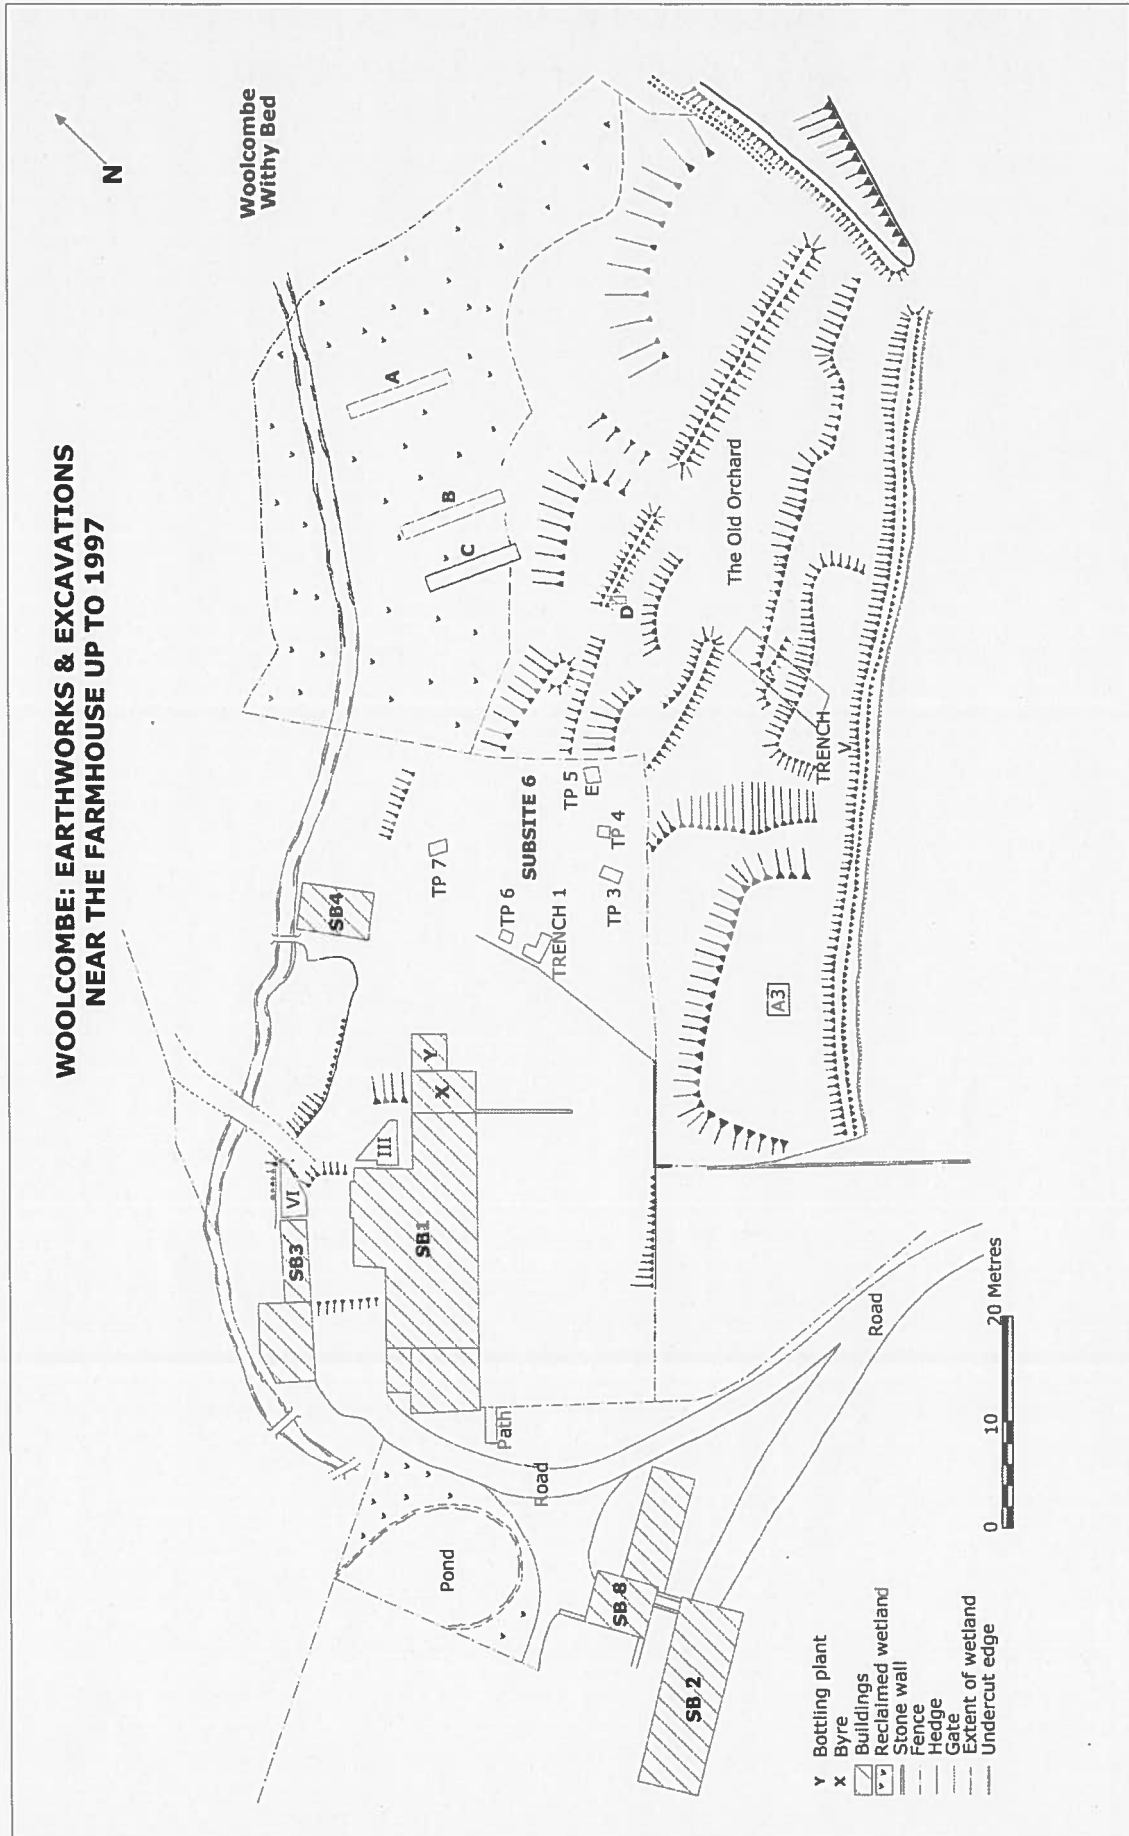 WOOLCOMBE: EARTHWORKS & EXCAVATIONS
NEAR THE FARMHOUSE UP TO 1997
N
Woolcombe
Withy Bed
A
B
C
D
The Old Orchard
TRENCH
V
SUBSITE 6
TP 5
E
TP 4
TP 3
TP 7
TP 6
TRENCH 1
SB4
A3
Y
X
III
VI
SB3
SB1
Path
Road
Road
Pond
SB 8
SB 2
0
10
20 Metres
Y Bottling plant
X Byre
Buildings
Reclaimed wetland
Stone wall
Fence
Hedge
Gate
Extent of wetland
Undercut edge